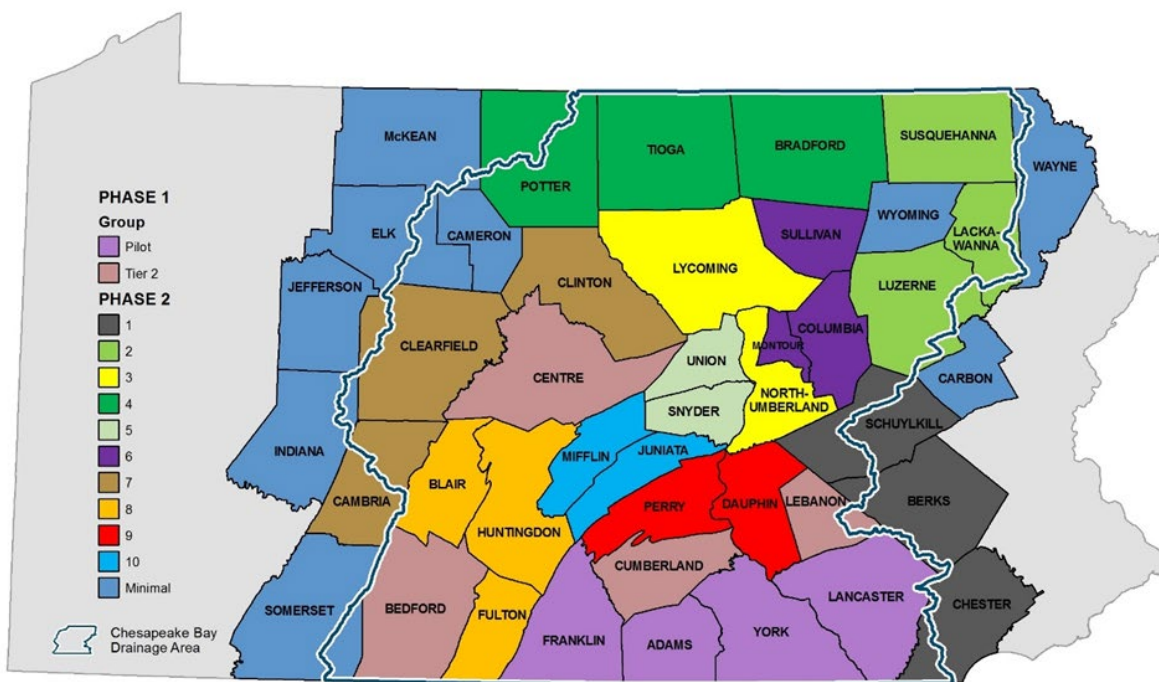 McKEAN
POTTER
TIOGA
BRADFORD
SUSQUEHANNA
WAYNE
PHASE 1
Group
Pilot
Tier 2
PHASE 2
1
2
3
4
5
6
7
8
9
10
Minimal
Chesapeake Bay
Drainage Area
ELK
CAMERON
SULLIVAN
WYOMING
LACKA-
WANNA
JEFFERSON
CLINTON
LYCOMING
LUZERNE
CLEARFIELD
CENTRE
UNION
MONTOUR
COLUMBIA
CARBON
SNYDER
NORTH-
UMBERLAND
SCHUYLKILL
INDIANA
CAMBRIA
BLAIR
HUNTINGDON
MIFFLIN
JUNIATA
PERRY
DAUPHIN
LEBANON
BERKS
SOMERSET
BEDFORD
FULTON
FRANKLIN
CUMBERLAND
ADAMS
YORK
LANCASTER
CHESTER